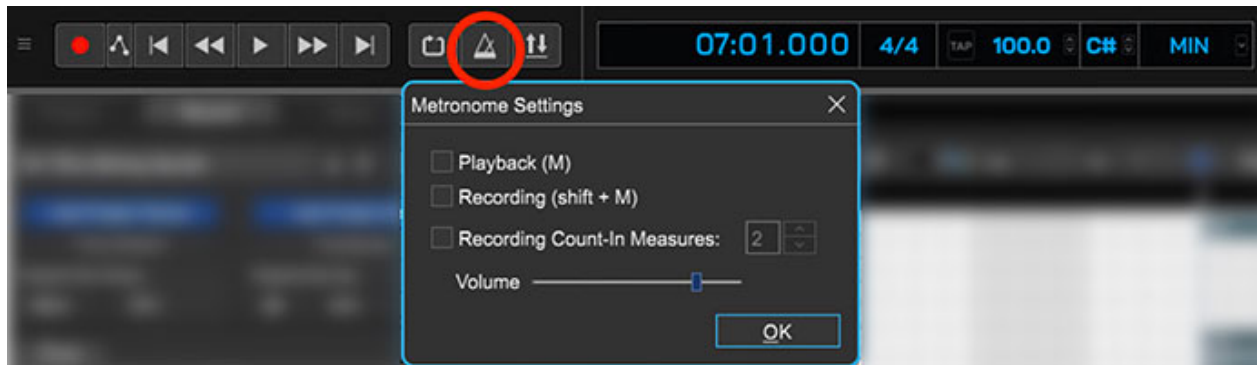 07:01.000 4/4 TAP 100.0 C# MIN
Metronome Settings
Playback (M)
Recording (shift + M)
Recording Count-In Measures: 2
Volume
OK